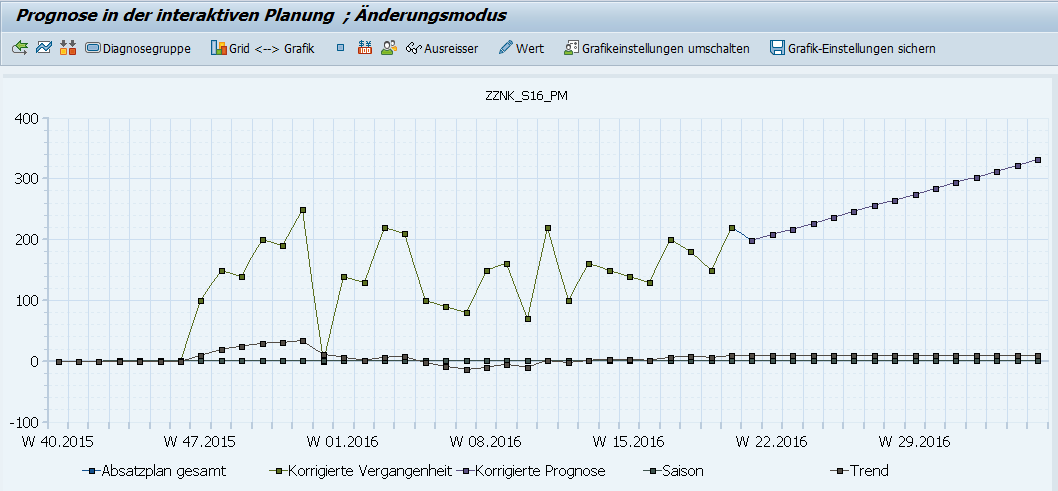 Prognose in der interaktiven Planung ; Änderungsmodus
Diagnosegruppe Grid <--> Grafik Ausreisser Wert Grafikeinstellungen umschalten Grafik-Einstellungen sichern
ZZNK_S16_PM
400
300
200
100
0
-100
W 40.2015 W 47.2015 W 01.2016 W 08.2016 W 15.2016 W 22.2016 W 29.2016
Absatzplan gesamt Korrigierte Vergangenheit Korrigierte Prognose Saison Trend